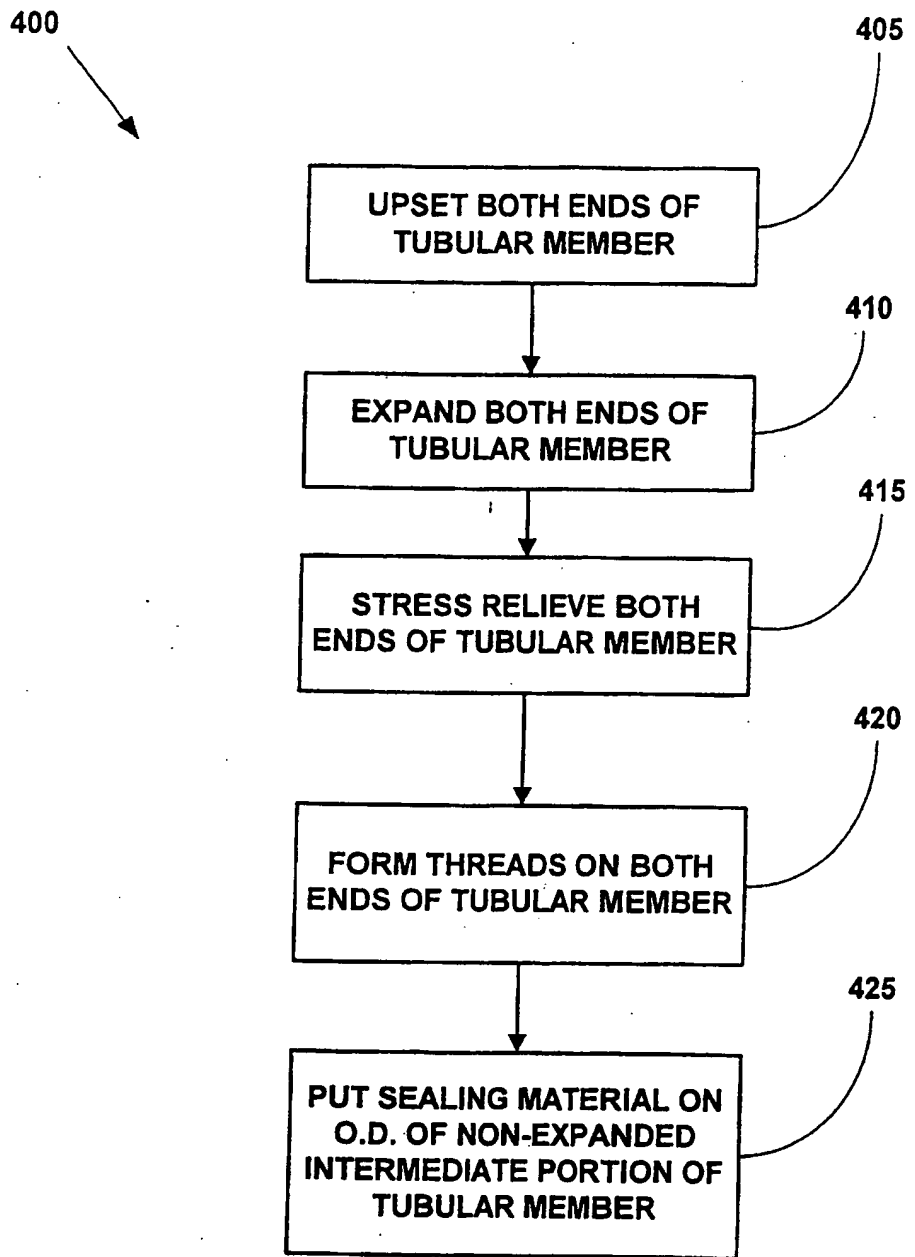 400
405
UPSET BOTH ENDS OF
TUBULAR MEMBER
410
EXPAND BOTH ENDS OF
TUBULAR MEMBER
415
STRESS RELIEVE BOTH
ENDS OF TUBULAR MEMBER
420
FORM THREADS ON BOTH
ENDS OF TUBULAR MEMBER
425
PUT SEALING MATERIAL ON
O.D. OF NON-EXPANDED
INTERMEDIATE PORTION OF
TUBULAR MEMBER